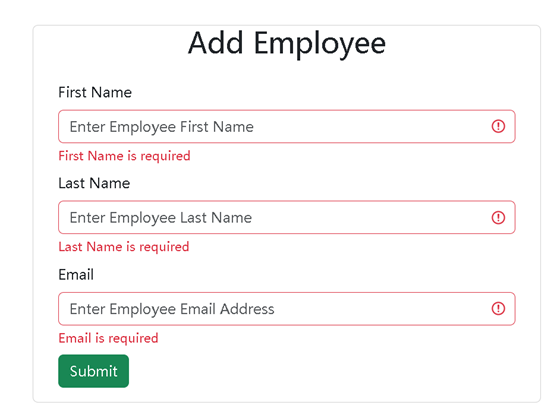 Add Employee
First Name
Enter Employee First Name
First Name is required
Last Name
Enter Employee Last Name
Last Name is required
Email
Enter Employee Email Address
Email is required
Submit